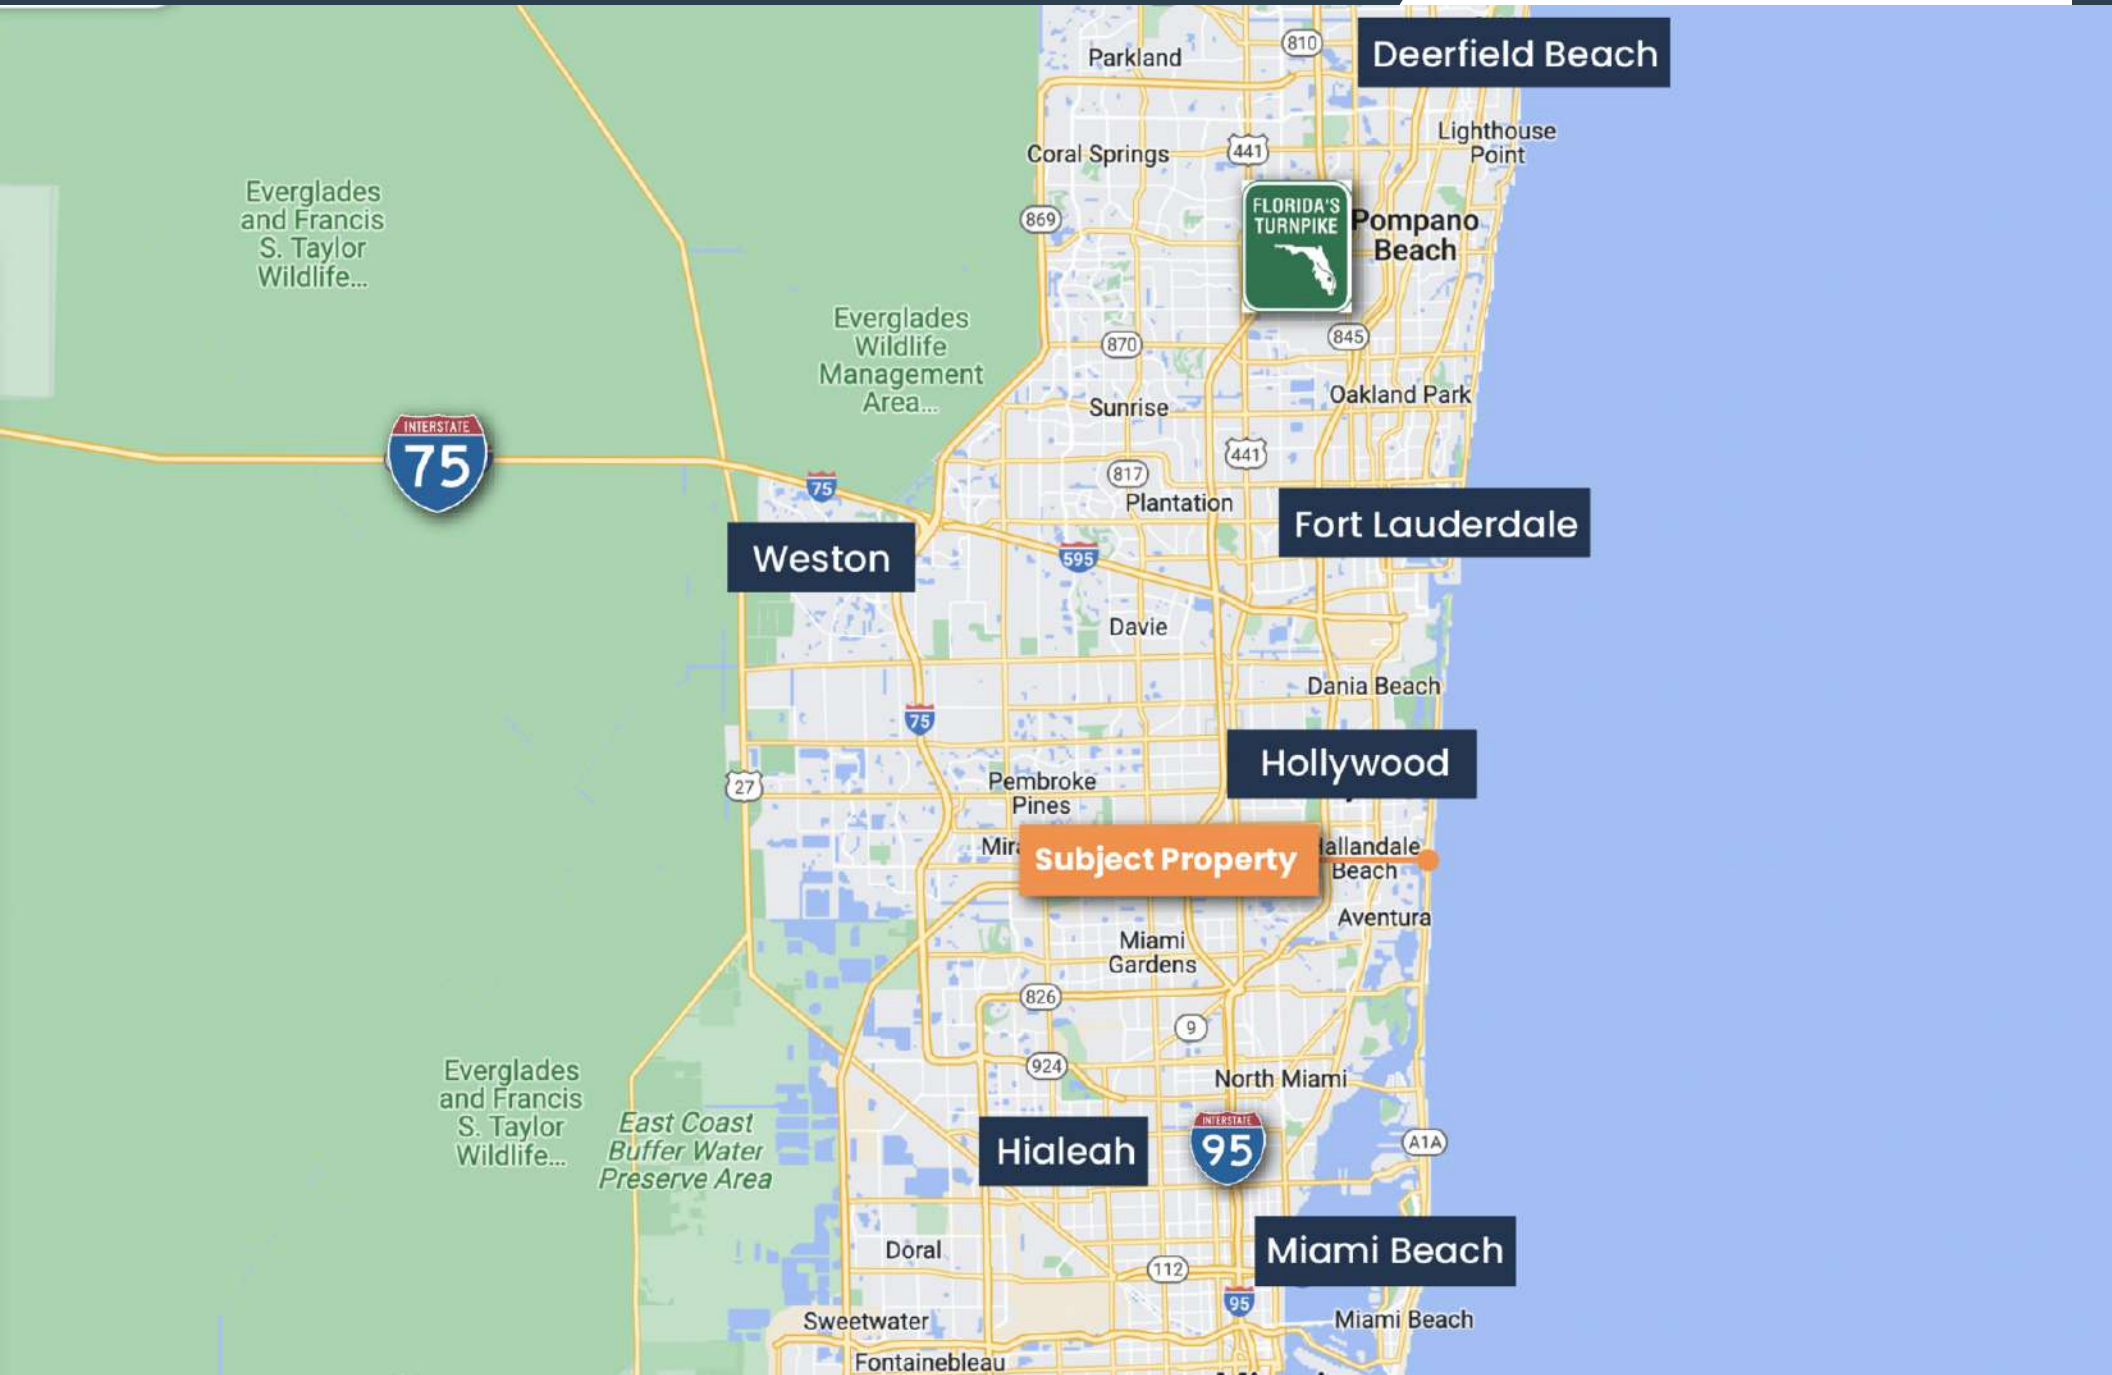 Parkland
810
Deerfield Beach
Lighthouse
Point
Coral Springs
441
Everglades
and Francis
S. Taylor
Wildlife...
869
FLORIDA'S
TURNPIKE
Pompano
Beach
Everglades
Wildlife
Management
Area...
870
845
Sunrise
Oakland Park
INTERSTATE
75
441
817
75
Plantation
Fort Lauderdale
Weston
595
Davie
Dania Beach
75
Hollywood
27
Pembroke
Pines
Subject Property
Beach
Aventura
Miami
Gardens
826
9
924
Everglades
and Francis
S. Taylor
Wildlife...
North Miami
East Coast
Buffer Water
Preserve Area
Hialeah
INTERSTATE
95
A1A
Doral
Miami Beach
112
95
Sweetwater
Miami Beach
Fontainebleau